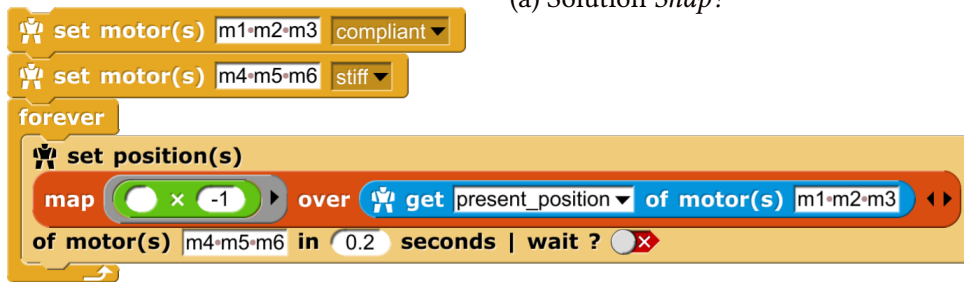 (a) Solution Snap!
set motor(s) m1•m2•m3 compliant
set motor(s) m4•m5•m6 stiff
forever
set position(s)
map × -1 over get present_position of motor(s) m1•m2•m3
of motor(s) m4•m5•m6 in 0.2 seconds | wait ?